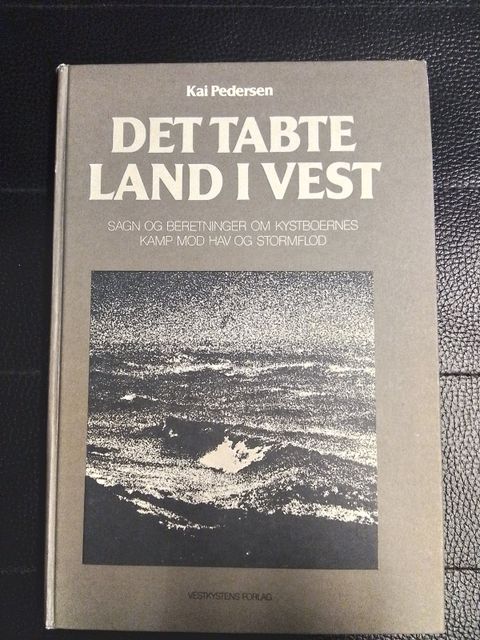 Kai Pedersen
DET TABTE
LAND I VEST
SAGN OG BERETNINGER OM KYSTBOERNES
KAMP MOD HAV OG STORMFLOD
VESTKYSTENS FORLAG